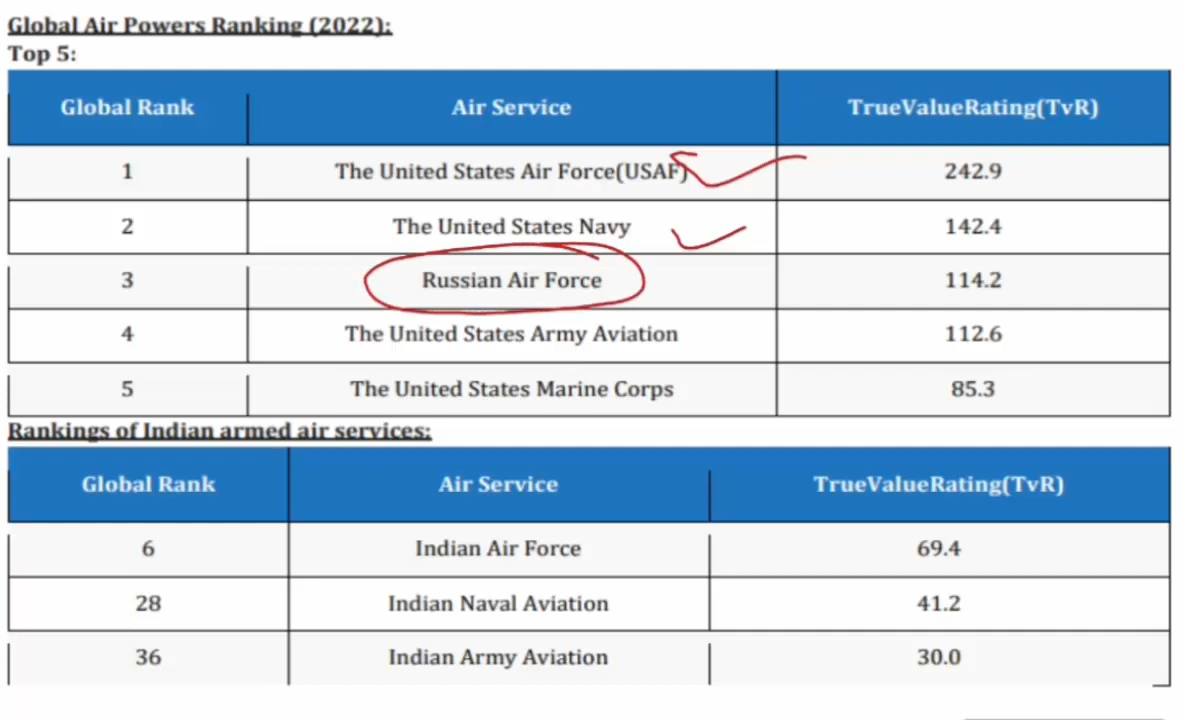 Global Air Powers Ranking (2022):
Top 5:
Global Rank Air Service TrueValueRating(TvR)
1 The United States Air Force(USAF) 242.9
2 The United States Navy 142.4
3 Russian Air Force 114.2
4 The United States Army Aviation 112.6
5 The United States Marine Corps 85.3
Rankings of Indian armed air services:
Global Rank Air Service TrueValueRating(TvR)
6 Indian Air Force 69.4
28 Indian Naval Aviation 41.2
36 Indian Army Aviation 30.0